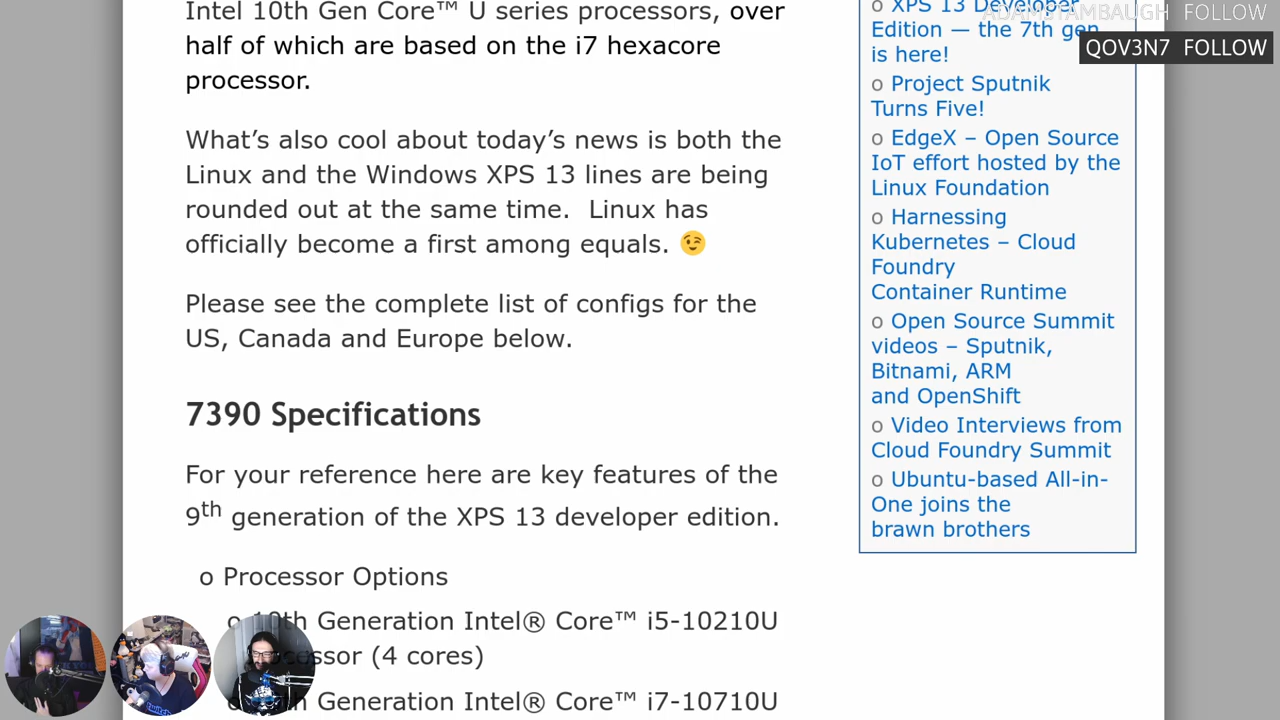 Intel 10th Gen Core™ U series processors, over
half of which are based on the i7 hexacore
processor.
What’s also cool about today’s news is both the
Linux and the Windows XPS 13 lines are being
rounded out at the same time.  Linux has
officially become a first among equals. 😉
Please see the complete list of configs for the
US, Canada and Europe below.
7390 Specifications
For your reference here are key features of the
9th generation of the XPS 13 developer edition.
o Processor Options
o 10th Generation Intel® Core™ i5-10210U
processor (4 cores)
Generation Intel® Core™ i7-10710U
ADAMSTAMBAUGH FOLLOW
QOV3N7 FOLLOW
o XPS 13 Developer
Edition — the 7th gen
is here!
o Project Sputnik
Turns Five!
o EdgeX – Open Source
IoT effort hosted by the
Linux Foundation
o Harnessing
Kubernetes – Cloud
Foundry
Container Runtime
o Open Source Summit
videos – Sputnik,
Bitnami, ARM
and OpenShift
o Video Interviews from
Cloud Foundry Summit
o Ubuntu-based All-in-
One joins the
brawn brothers